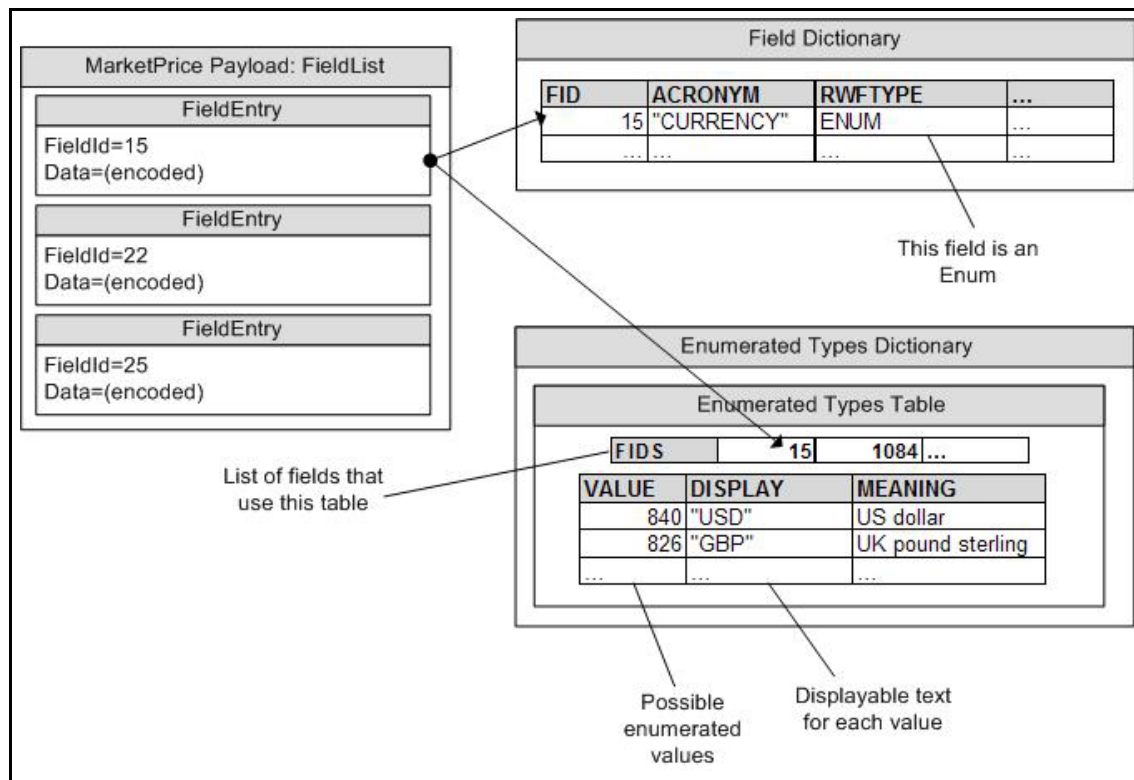 MarketPrice Payload: FieldList
FieldEntry
FieldId=15
Data=(encoded)
FieldEntry
FieldId=22
Data=(encoded)
FieldEntry
FieldId=25
Data=(encoded)
Field Dictionary
FID ACRONYM RWFTYPE ...
15 "CURRENCY" ENUM ...
... ... ... ...
This field is an
Enum
Enumerated Types Dictionary
Enumerated Types Table
FIDS 15 1084 ...
List of fields that
use this table
VALUE DISPLAY MEANING
840 "USD" US dollar
826 "GBP" UK pound sterling
... ... ...
Possible
enumerated
values
Displayable text
for each value